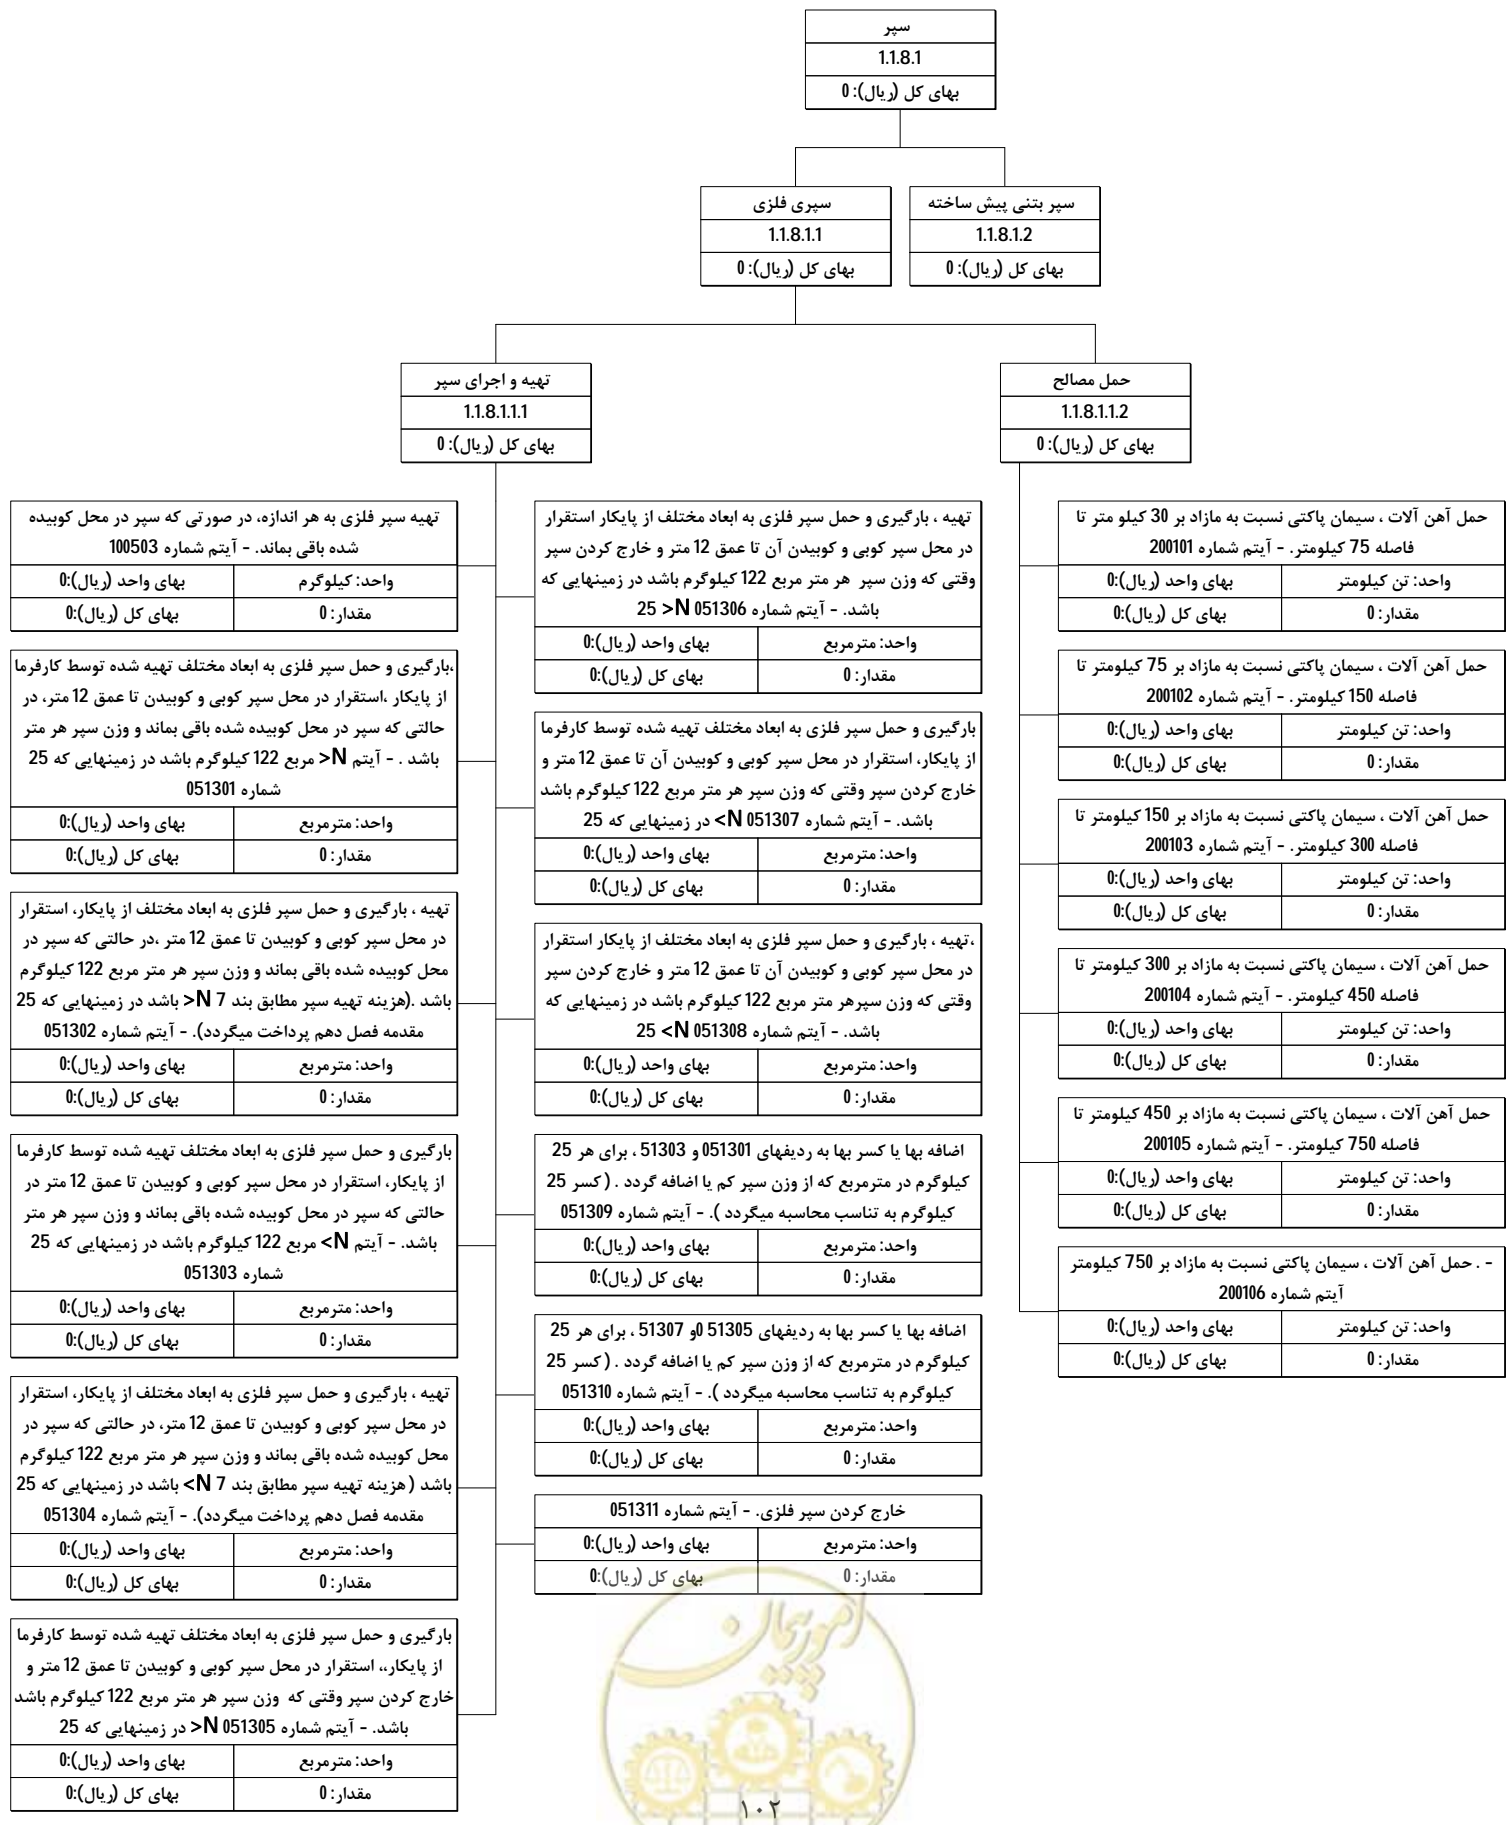 سپر
1.1.8.1
بهای کل (ریال): 0
سپری فلزی
1.1.8.1.1
بهای کل (ریال): 0
سپر بتنی پیش ساخته
1.1.8.1.2
بهای کل (ریال): 0
تهیه و اجرای سپر
1.1.8.1.1.1
بهای کل (ریال): 0
حمل مصالح
1.1.8.1.1.2
بهای کل (ریال): 0
تهیه سپر فلزی به هر اندازه، در صورتی که سپر در محل کوبیده
شده باقی بماند. - آیتم شماره 100503
واحد: کیلوگرم بهای واحد (ریال):0
مقدار: 0 بهای کل (ریال):0
،بارگیری و حمل سپر فلزی به ابعاد مختلف تهیه شده توسط کارفرما
از پایکار ،استقرار در محل سپر کوبی و کوبیدن تا عمق 12 متر، در
حالتی که سپر در محل کوبیده شده باقی بماند و وزن سپر هر متر
باشد . - آیتم N< مربع 122 کیلوگرم باشد در زمینهایی که 25
شماره 051301
واحد: مترمربع بهای واحد (ریال):0
مقدار: 0 بهای کل (ریال):0
تهیه ، بارگیری و حمل سپر فلزی به ابعاد مختلف از پایکار، استقرار
در محل سپر کوبی و کوبیدن تا عمق 12 متر ،در حالتی که سپر در
محل کوبیده شده باقی بماند و وزن سپر هر متر مربع 122 کیلوگرم
باشد .(هزینه تهیه سپر مطابق بند 7 N< باشد در زمینهایی که 25
مقدمه فصل دهم پرداخت میگردد). - آیتم شماره 051302
واحد: مترمربع بهای واحد (ریال):0
مقدار: 0 بهای کل (ریال):0
بارگیری و حمل سپر فلزی به ابعاد مختلف تهیه شده توسط کارفرما
از پایکار، استقرار در محل سپر کوبی و کوبیدن تا عمق 12 متر در
حالتی که سپر در محل کوبیده شده باقی بماند و وزن سپر هر متر
باشد. - آیتم N> مربع 122 کیلوگرم باشد در زمینهایی که 25
شماره 051303
واحد: مترمربع بهای واحد (ریال):0
مقدار: 0 بهای کل (ریال):0
تهیه ، بارگیری و حمل سپر فلزی به ابعاد مختلف از پایکار، استقرار
در محل سپر کوبی و کوبیدن تا عمق 12 متر، در حالتی که سپر در
محل کوبیده شده باقی بماند و وزن سپر هر متر مربع 122 کیلوگرم
باشد (هزینه تهیه سپر مطابق بند 7 N> باشد در زمینهایی که 25
مقدمه فصل دهم پرداخت میگردد). - آیتم شماره 051304
واحد: مترمربع بهای واحد (ریال):0
مقدار: 0 بهای کل (ریال):0
بارگیری و حمل سپر فلزی به ابعاد مختلف تهیه شده توسط کارفرما
از پایکار،، استقرار در محل سپر کوبی و کوبیدن تا عمق 12 متر و
خارج کردن سپر وقتی که وزن سپر هر متر مربع 122 کیلوگرم باشد
باشد. - آیتم شماره 051305 N< در زمینهایی که 25
واحد: مترمربع بهای واحد (ریال):0
مقدار: 0 بهای کل (ریال):0
تهیه ، بارگیری و حمل سپر فلزی به ابعاد مختلف از پایکار استقرار
در محل سپر کوبی و کوبیدن آن تا عمق 12 متر و خارج کردن سپر
وقتی که وزن سپر هر متر مربع 122 کیلوگرم باشد در زمینهایی که
باشد. - آیتم شماره 051306 N< 25
واحد: مترمربع بهای واحد (ریال):0
مقدار: 0 بهای کل (ریال):0
بارگیری و حمل سپر فلزی به ابعاد مختلف تهیه شده توسط کارفرما
از پایکار، استقرار در محل سپر کوبی و کوبیدن آن تا عمق 12 متر و
خارج کردن سپر وقتی که وزن سپر هر متر مربع 122 کیلوگرم باشد
باشد. - آیتم شماره 051307 N> در زمینهایی که 25
واحد: مترمربع بهای واحد (ریال):0
مقدار: 0 بهای کل (ریال):0
،تهیه ، بارگیری و حمل سپر فلزی به ابعاد مختلف از پایکار استقرار
در محل سپر کوبی و کوبیدن آن تا عمق 12 متر و خارج کردن سپر
وقتی که وزن سپرهر متر مربع 122 کیلوگرم باشد در زمینهایی که
باشد. - آیتم شماره 051308 N> 25
واحد: مترمربع بهای واحد (ریال):0
مقدار: 0 بهای کل (ریال):0
اضافه بها یا کسر بها به ردیفهای 051301 و 51303 ، برای هر 25
کیلوگرم در مترمربع که از وزن سپر کم یا اضافه گردد . ( کسر 25
کیلوگرم به تناسب محاسبه میگردد ). - آیتم شماره 051309
واحد: مترمربع بهای واحد (ریال):0
مقدار: 0 بهای کل (ریال):0
اضافه بها یا کسر بها به ردیفهای 51305 0و 51307 ، برای هر 25
کیلوگرم در مترمربع که از وزن سپر کم یا اضافه گردد . ( کسر 25
کیلوگرم به تناسب محاسبه میگردد ). - آیتم شماره 051310
واحد: مترمربع بهای واحد (ریال):0
مقدار: 0 بهای کل (ریال):0
خارج کردن سپر فلزی. - آیتم شماره 051311
واحد: مترمربع بهای واحد (ریال):0
مقدار: 0 بهای کل (ریال):0
حمل آهن آلات ، سیمان پاکتی نسبت به مازاد بر 30 کیلو متر تا
فاصله 75 کیلومتر. - آیتم شماره 200101
واحد: تن کیلومتر بهای واحد (ریال):0
مقدار: 0 بهای کل (ریال):0
حمل آهن آلات ، سیمان پاکتی نسبت به مازاد بر 75 کیلومتر تا
فاصله 150 کیلومتر. - آیتم شماره 200102
واحد: تن کیلومتر بهای واحد (ریال):0
مقدار: 0 بهای کل (ریال):0
حمل آهن آلات ، سیمان پاکتی نسبت به مازاد بر 150 کیلومتر تا
فاصله 300 کیلومتر. - آیتم شماره 200103
واحد: تن کیلومتر بهای واحد (ریال):0
مقدار: 0 بهای کل (ریال):0
حمل آهن آلات ، سیمان پاکتی نسبت به مازاد بر 300 کیلومتر تا
فاصله 450 کیلومتر. - آیتم شماره 200104
واحد: تن کیلومتر بهای واحد (ریال):0
مقدار: 0 بهای کل (ریال):0
حمل آهن آلات ، سیمان پاکتی نسبت به مازاد بر 450 کیلومتر تا
فاصله 750 کیلومتر. - آیتم شماره 200105
واحد: تن کیلومتر بهای واحد (ریال):0
مقدار: 0 بهای کل (ریال):0
- . حمل آهن آلات ، سیمان پاکتی نسبت به مازاد بر 750 کیلومتر
آیتم شماره 200106
واحد: تن کیلومتر بهای واحد (ریال):0
مقدار: 0 بهای کل (ریال):0
امور پیمان
۱۰۲